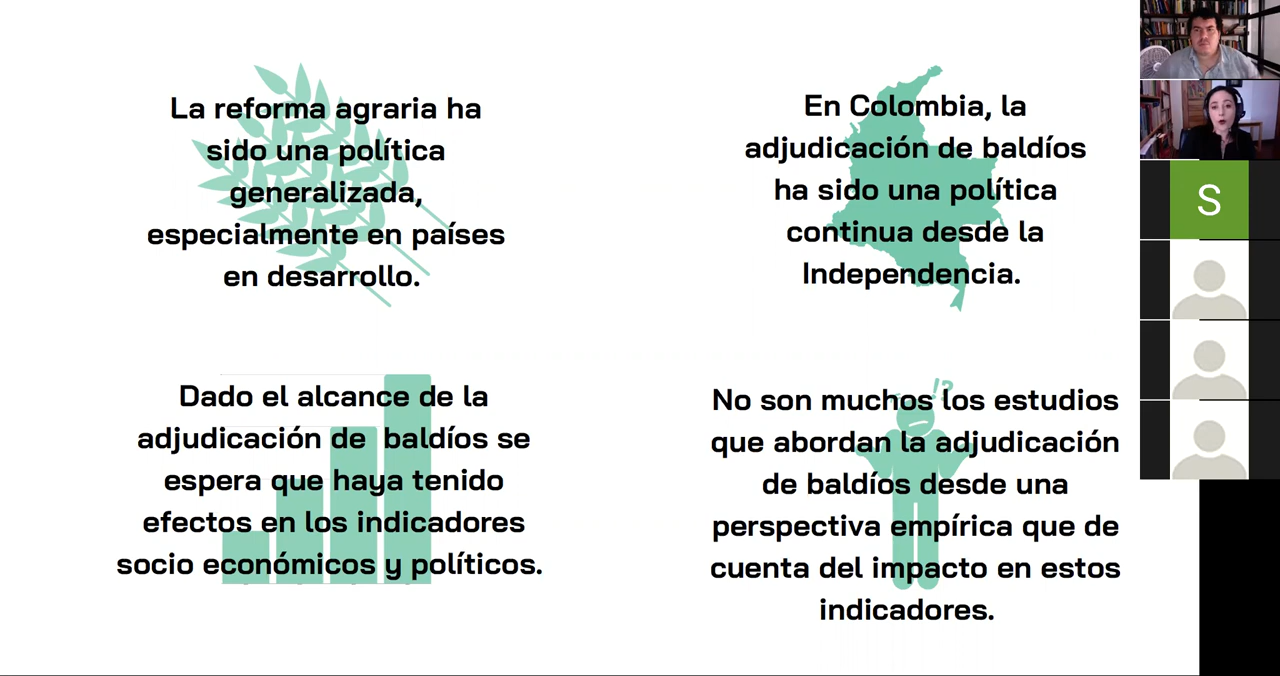 La reforma agraria ha
sido una política
generalizada,
especialmente en países
en desarrollo.
En Colombia, la
adjudicación de baldíos
ha sido una política
continua desde la
Independencia.
Dado el alcance de la
adjudicación de  baldíos se
espera que haya tenido
efectos en los indicadores
socio económicos y políticos.
!?
No son muchos los estudios
que abordan la adjudicación
de baldíos desde una
perspectiva empírica que de
cuenta del impacto en estos
indicadores.
S